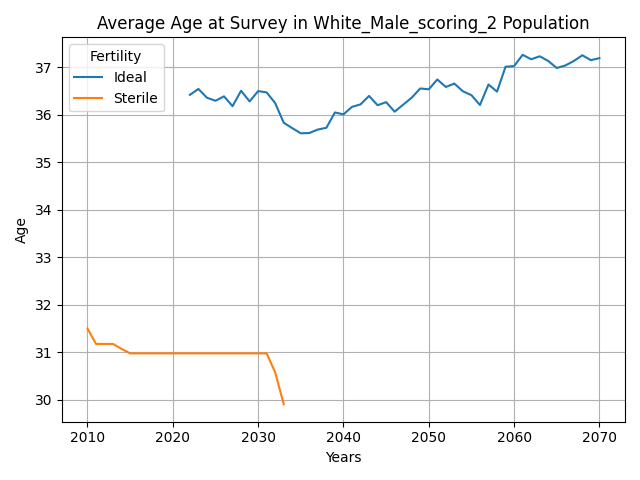 Average Age at Survey in White_Male_scoring_2 Population
Fertility
Ideal
Sterile
Age
37
36
35
34
33
32
31
30
2010 2020 2030 2040 2050 2060 2070
Years